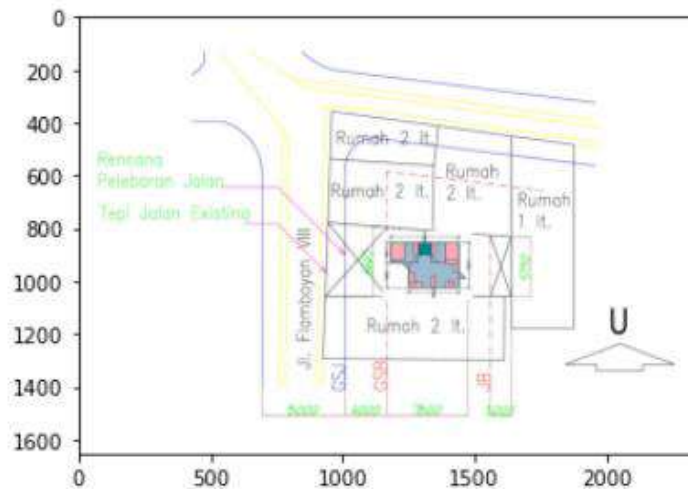 0
200
400
600
800
1000
1200
1400
1600
Rumah 2 lt.
Rumah
2 lt.
Rencana
Pelebaran Jalan
Rumah 2 lt.
Rumah
1 lt.
Tepi Jalan Existing
Jl. Flamboyan VIII
Rumah 2 lt.
U
GSJ
GSB
JB
0
500
1000
1500
2000